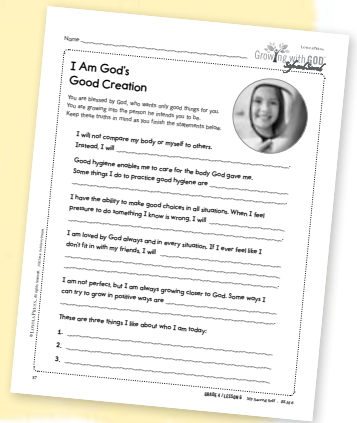 Name
LOYOLA PRESS.
Growing with GOD
I Am God's
Good Creation
You are blessed by God, who wants only good things for you.
You are growing into the person he intends you to be.
Keep these truths in mind as you finish the statements below.
I will not compare my body or myself to others.
Instead, I will
Good hygiene enables me to care for the body God gave me.
Some things I do to practice good hygiene are
I have the ability to make good choices in all situations. When I feel
pressure to do something I know is wrong, I will
I am loved by God always and in every situation. If I ever feel like I
don't fit in with my friends, I will
I am not perfect, but I am always growing closer to God. Some ways I
can try to grow in positive ways are
These are three things I like about who I am today:
1.
2.
3.
GRADE 4 / LESSON 6